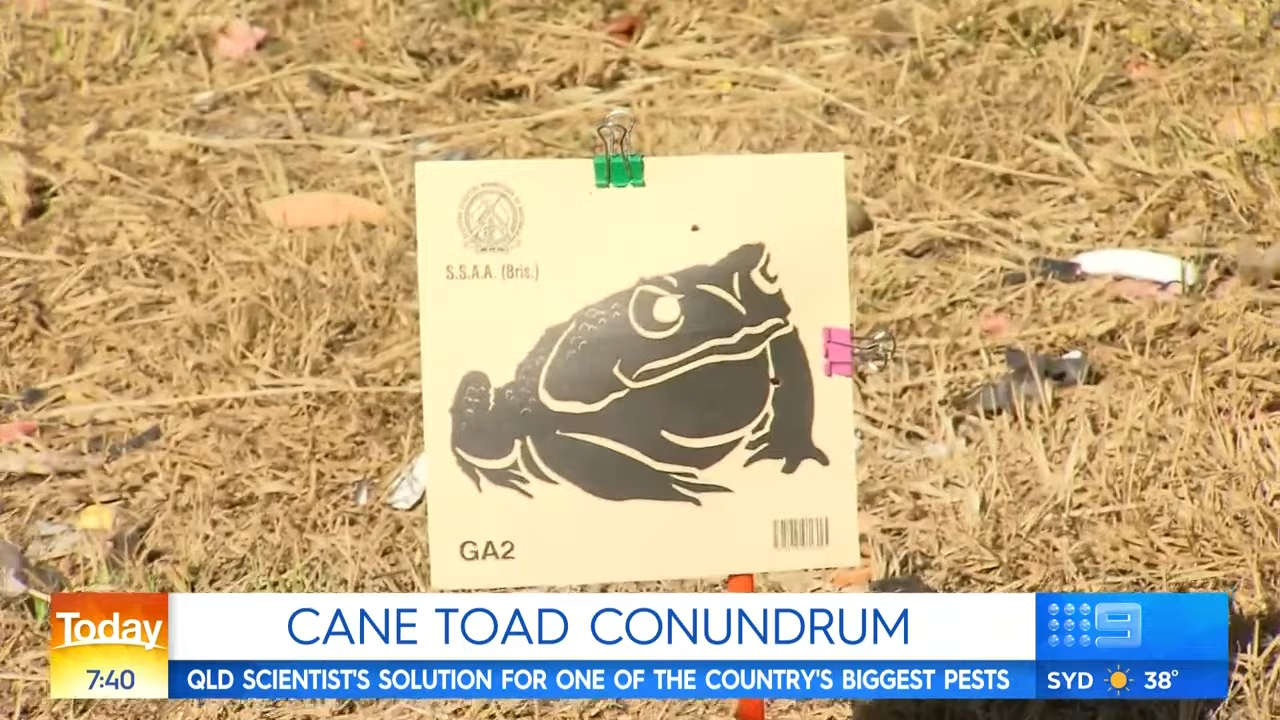 S.S.A.A. (Bris.)
GA2
Today
7:40
CANE TOAD CONUNDRUM
QLD SCIENTIST'S SOLUTION FOR ONE OF THE COUNTRY'S BIGGEST PESTS
9
SYD 38°